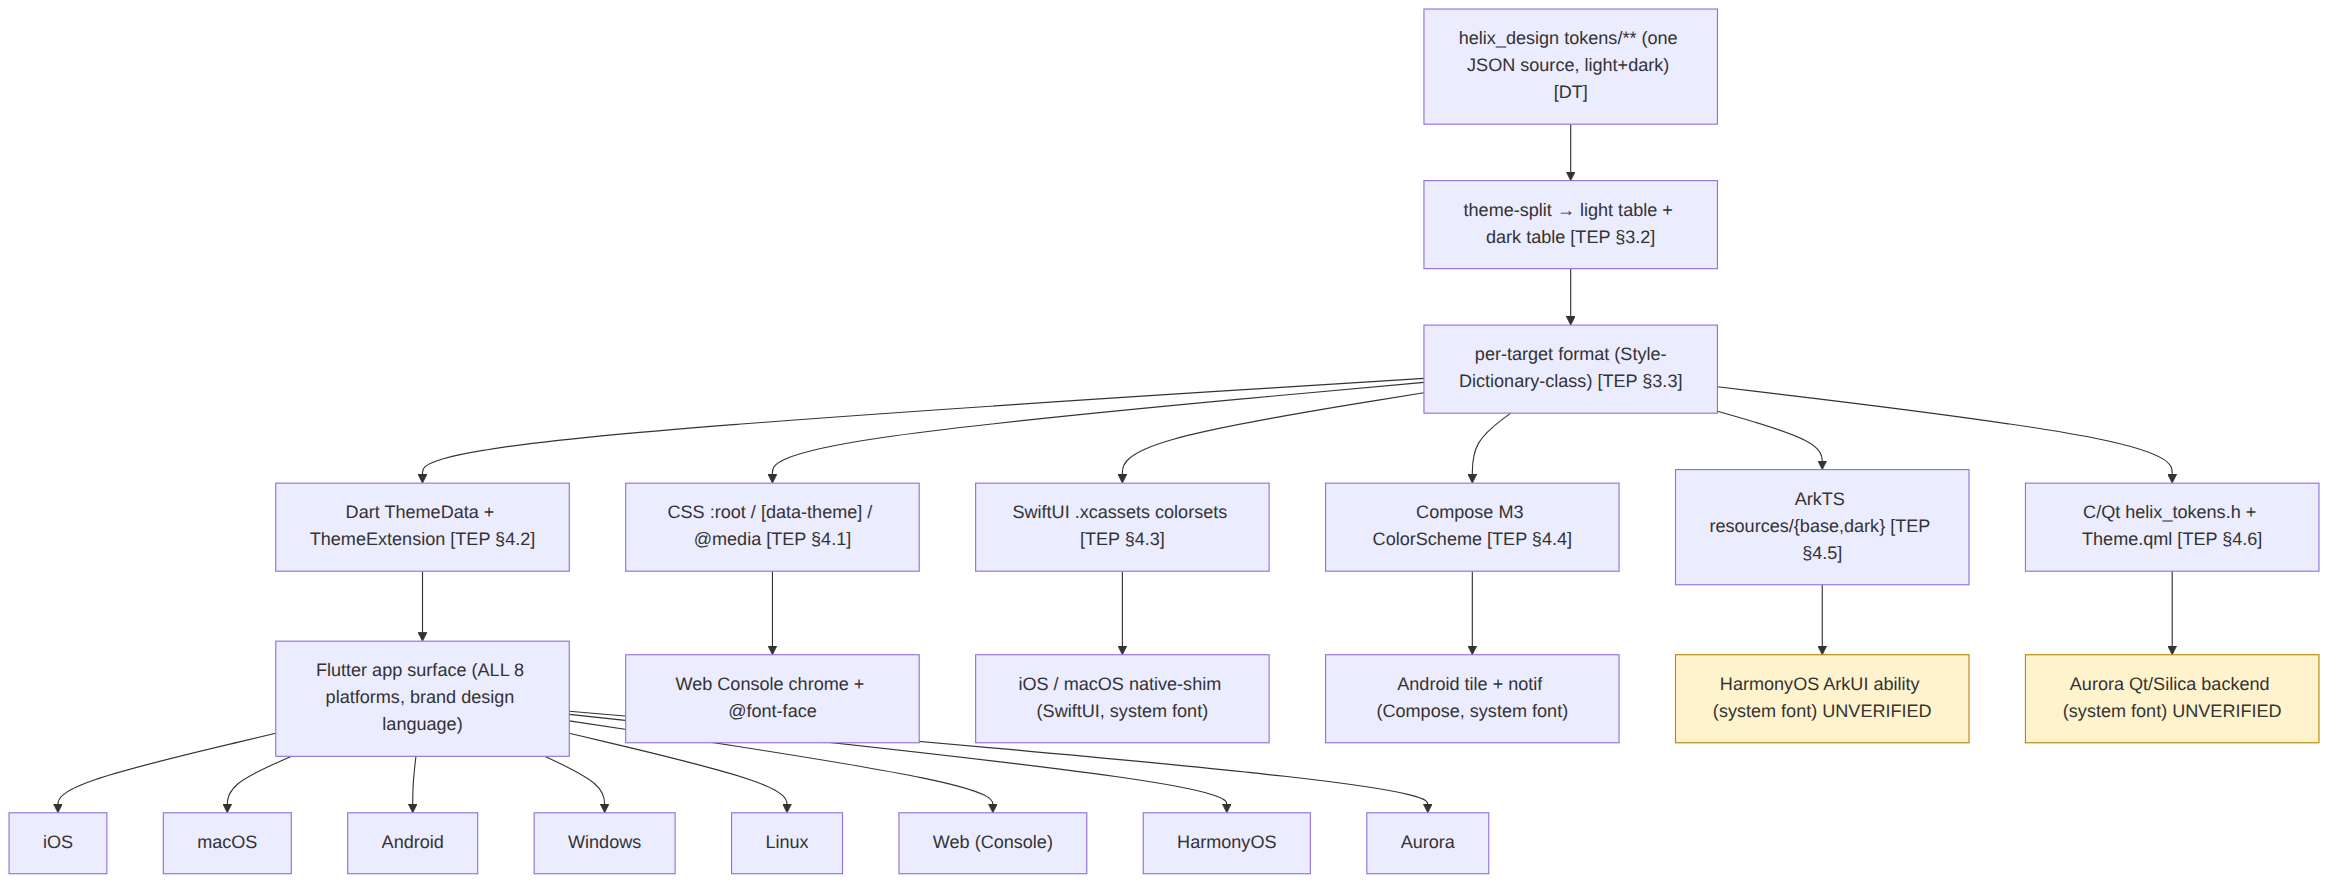 helix_design tokens/** (one
JSON source, light+dark)
[DT]
theme-split → light table +
dark table [TEP §3.2]
per-target format (Style-
Dictionary-class) [TEP §3.3]
Dart ThemeData +
ThemeExtension [TEP §4.2]
CSS :root / [data-theme] /
@media [TEP §4.1]
SwiftUI .xcassets colorsets
[TEP §4.3]
Compose M3
ColorScheme [TEP §4.4]
ArkTS
resources/{base,dark} [TEP
§4.5]
C/Qt helix_tokens.h +
Theme.qml [TEP §4.6]
Flutter app surface (ALL 8
platforms, brand design
language)
Web Console chrome +
@font-face
iOS / macOS native-shim
(SwiftUI, system font)
Android tile + notif
(Compose, system font)
HarmonyOS ArkUI ability
(system font) UNVERIFIED
Aurora Qt/Silica backend
(system font) UNVERIFIED
iOS
macOS
Android
Windows
Linux
Web (Console)
HarmonyOS
Aurora